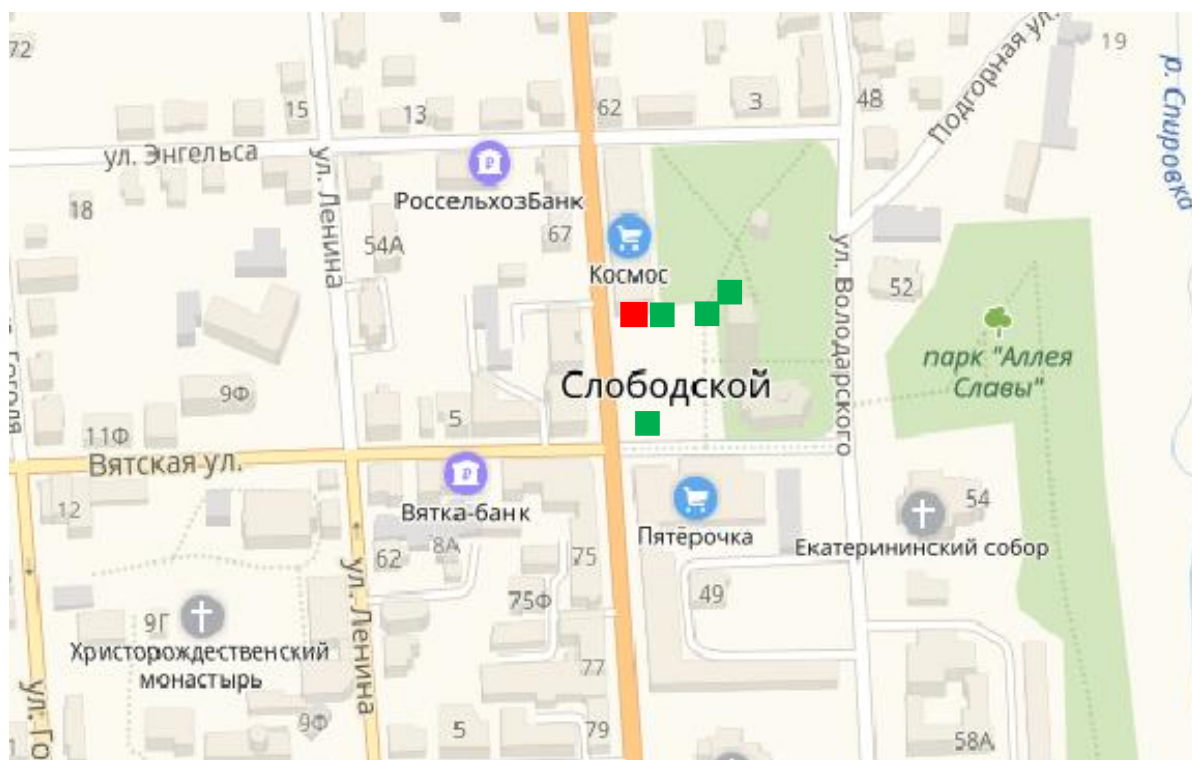 72
19
р. Спировка
Подгорная ул.
15
13
62
3
48
ул. Энгельса
РоссельхозБанк
18
ул. Ленина
54А
67
Космос
ул. Володарского
52
парк "Аллея
Славы"
Слободской
9Ф
5
11Ф
Вятская ул.
12
Вятка-банк
62
8А
75
Пятёрочка
54
Екатерининский собор
75Ф
49
9Г
Христорождественский
монастырь
ул. Ленина
77
ул. Го
9Ф
5
79
58А